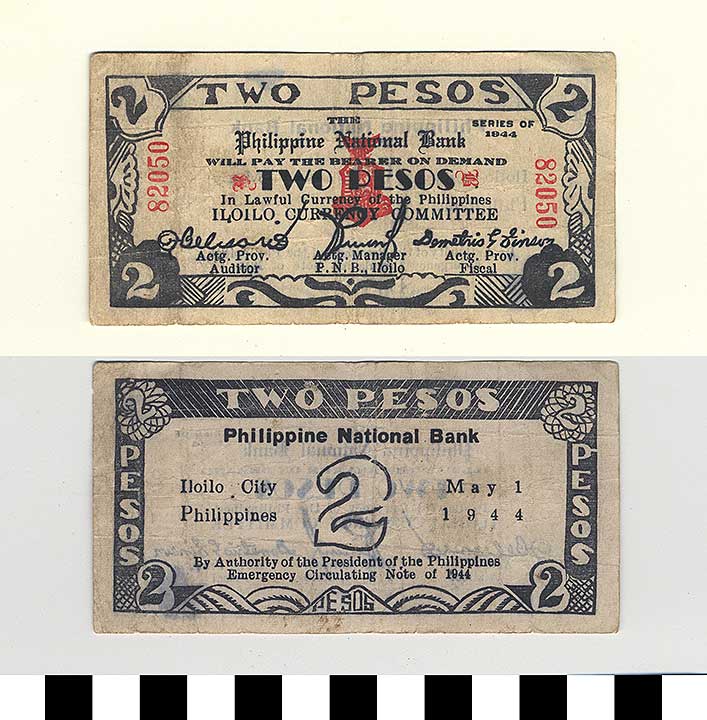 2 TWO PESOS 2
THE
Philippine National Bank
SERIES OF
1944
WILL PAY THE BEARER ON DEMAND
TWO PESOS
82050
82050
In Lawful Currency of the Philippines
ILOILO CURRENCY COMMITTEE
Actg. Prov.
Auditor
Actg. Manager
P. N. B., Iloilo
Actg. Prov.
Fiscal
2
2
2 TWO PESOS 2
Philippine National Bank
PESOS
PESOS
Iloilo City
Philippines
2
May 1
1944
By Authority of the President of the Philippines
Emergency Circulating Note of 1944
2 PESOS 2